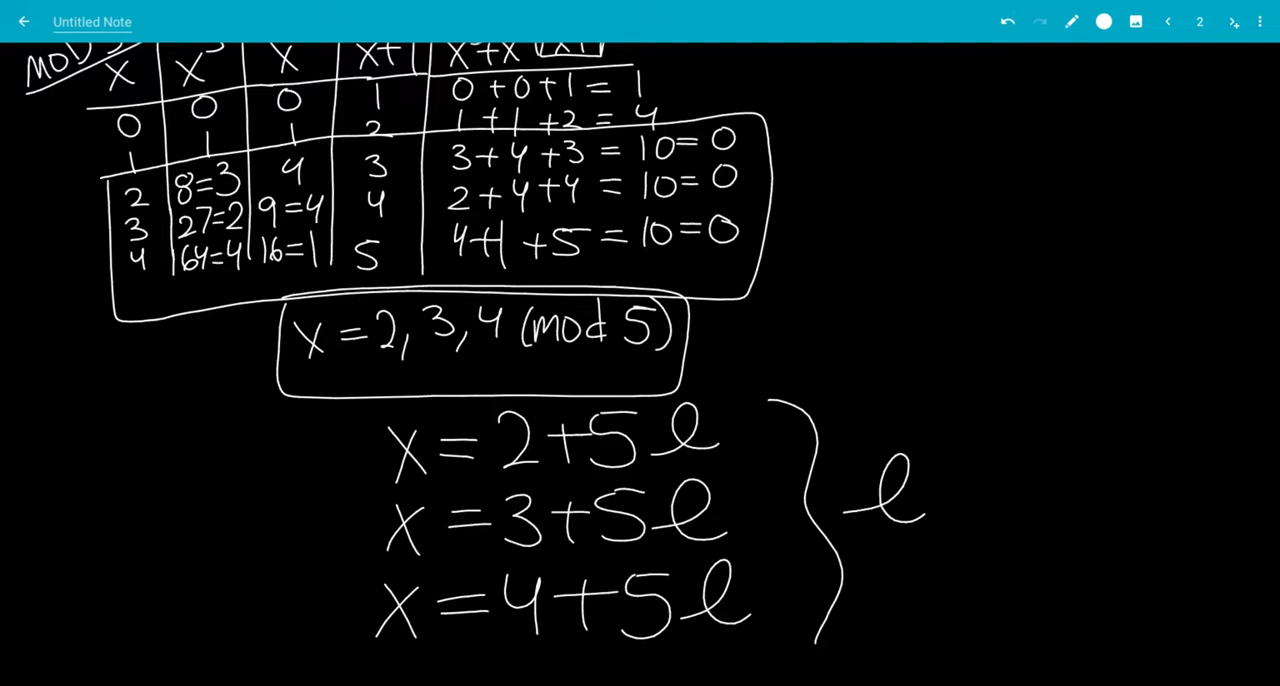 Untitled Note
2
MOD 5
X X³ X X+1 X+X X+1
0 0 0 1 0+0+1=1
1 1 1 2 1+1+2=4
2 8=3 4 3 3+4+3=10=0
3 27=2 9=4 4 2+4+4=10=0
4 64=4 16=1 5 4+1+5=10=0
x=2,3,4 (mod 5)
x=2+5l
x=3+5l
x=4+5l
l